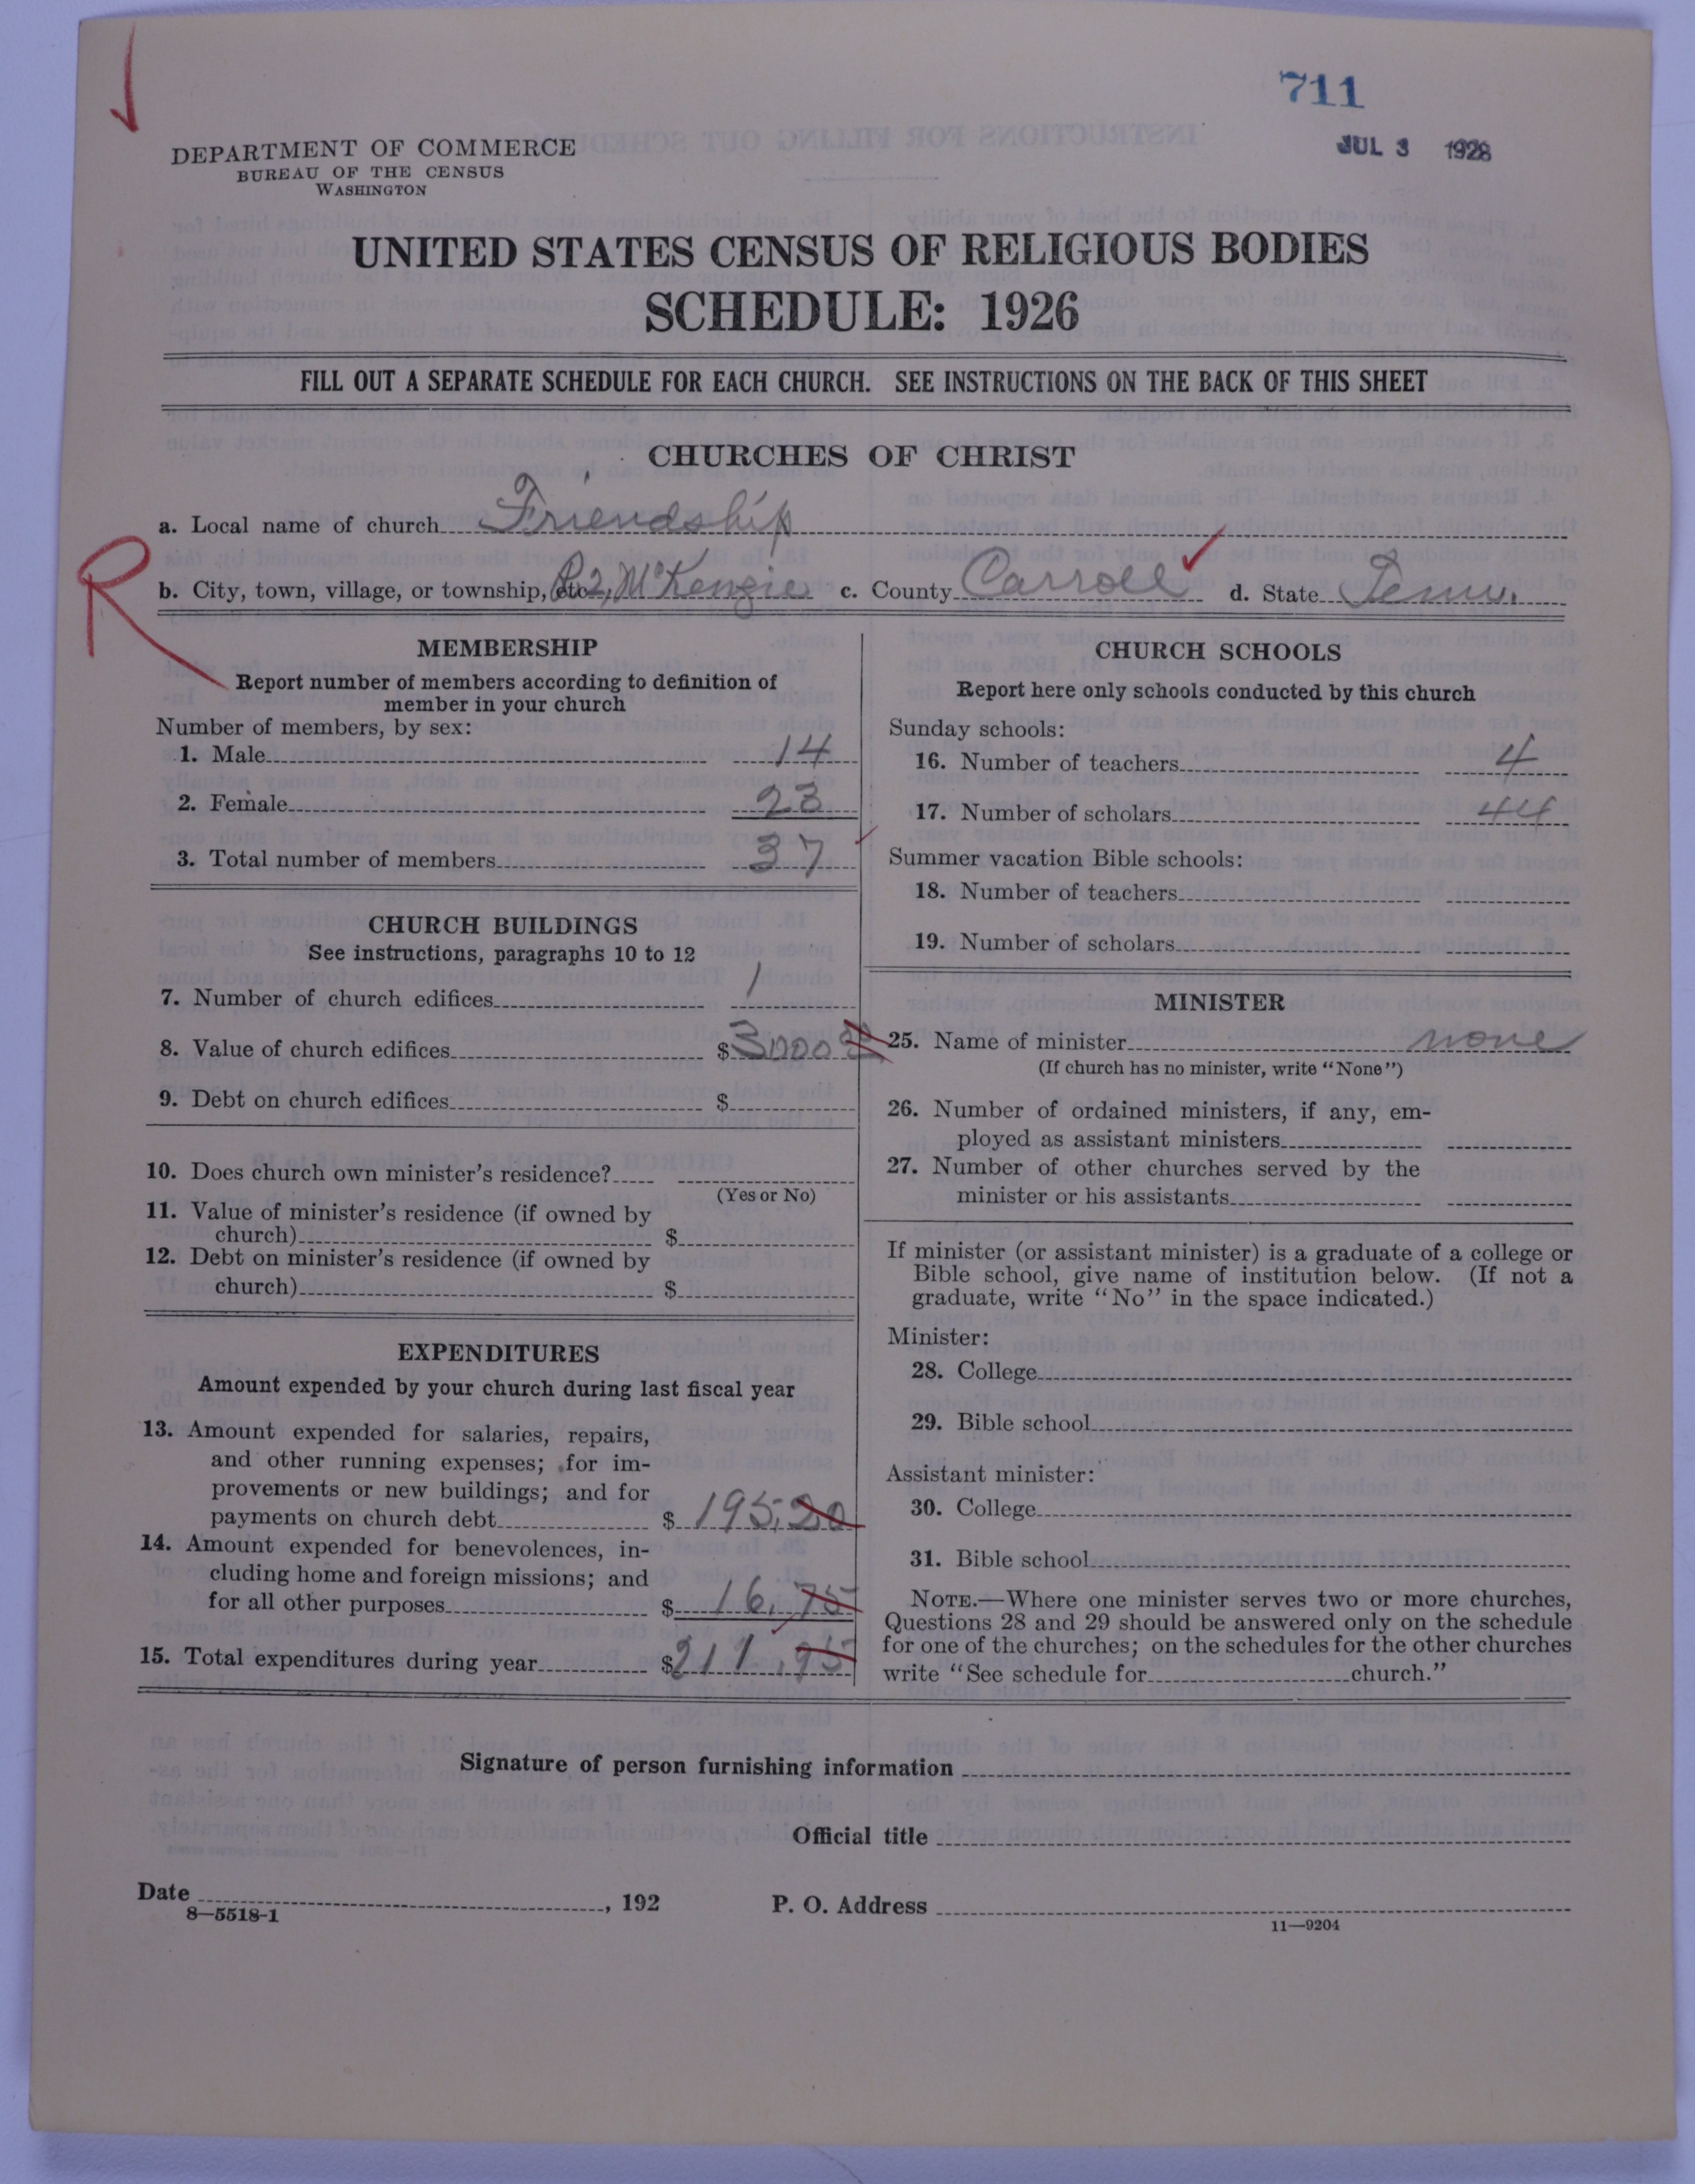 711
JUL 3 1928
DEPARTMENT OF COMMERCE
BUREAU OF THE CENSUS
WASHINGTON
UNITED STATES CENSUS OF RELIGIOUS BODIES
SCHEDULE: 1926
FILL OUT A SEPARATE SCHEDULE FOR EACH CHURCH. SEE INSTRUCTIONS ON THE BACK OF THIS SHEET
CHURCHES OF CHRIST
a. Local name of church Friendship
R
b. City, town, village, or township, etc. R2, McKenzie c. County Carroll d. State Tenn.
MEMBERSHIP
Report number of members according to definition of
member in your church
Number of members, by sex:
1. Male 14
2. Female 23
3. Total number of members 37
CHURCH BUILDINGS
See instructions, paragraphs 10 to 12
7. Number of church edifices 1
8. Value of church edifices $3000
9. Debt on church edifices $
10. Does church own minister's residence?
(Yes or No)
11. Value of minister's residence (if owned by
church) $
12. Debt on minister's residence (if owned by
church) $
EXPENDITURES
Amount expended by your church during last fiscal year
13. Amount expended for salaries, repairs,
and other running expenses; for im-
provements or new buildings; and for
payments on church debt $195.20
14. Amount expended for benevolences, in-
cluding home and foreign missions; and
for all other purposes $16.75
15. Total expenditures during year $211.95
CHURCH SCHOOLS
Report here only schools conducted by this church
Sunday schools:
16. Number of teachers 4
17. Number of scholars 44
Summer vacation Bible schools:
18. Number of teachers
19. Number of scholars
MINISTER
25. Name of minister none
(If church has no minister, write "None")
26. Number of ordained ministers, if any, em-
ployed as assistant ministers
27. Number of other churches served by the
minister or his assistants
If minister (or assistant minister) is a graduate of a college or
Bible school, give name of institution below. (If not a
graduate, write "No" in the space indicated.)
Minister:
28. College
29. Bible school
Assistant minister:
30. College
31. Bible school
NOTE.—Where one minister serves two or more churches,
Questions 28 and 29 should be answered only on the schedule
for one of the churches; on the schedules for the other churches
write "See schedule for church."
Signature of person furnishing information
Official title
Date , 192
P. O. Address
8—5518-1
11—9204